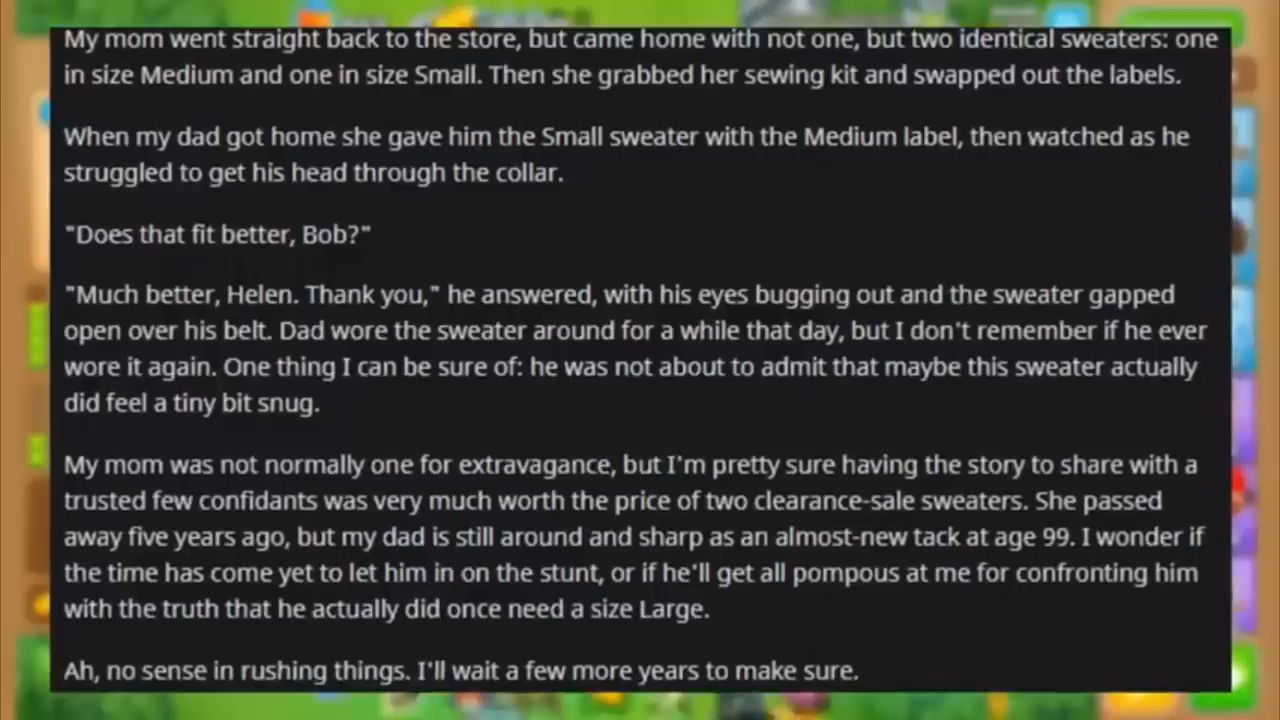 My mom went straight back to the store, but came home with not one, but two identical sweaters: one
in size Medium and one in size Small. Then she grabbed her sewing kit and swapped out the labels.
When my dad got home she gave him the Small sweater with the Medium label, then watched as he
struggled to get his head through the collar.
"Does that fit better, Bob?"
"Much better, Helen. Thank you," he answered, with his eyes bugging out and the sweater gapped
open over his belt. Dad wore the sweater around for a while that day, but I don't remember if he ever
wore it again. One thing I can be sure of: he was not about to admit that maybe this sweater actually
did feel a tiny bit snug.
My mom was not normally one for extravagance, but I'm pretty sure having the story to share with a
trusted few confidants was very much worth the price of two clearance-sale sweaters. She passed
away five years ago, but my dad is still around and sharp as an almost-new tack at age 99. I wonder if
the time has come yet to let him in on the stunt, or if he'll get all pompous at me for confronting him
with the truth that he actually did once need a size Large.
Ah, no sense in rushing things. I'll wait a few more years to make sure.